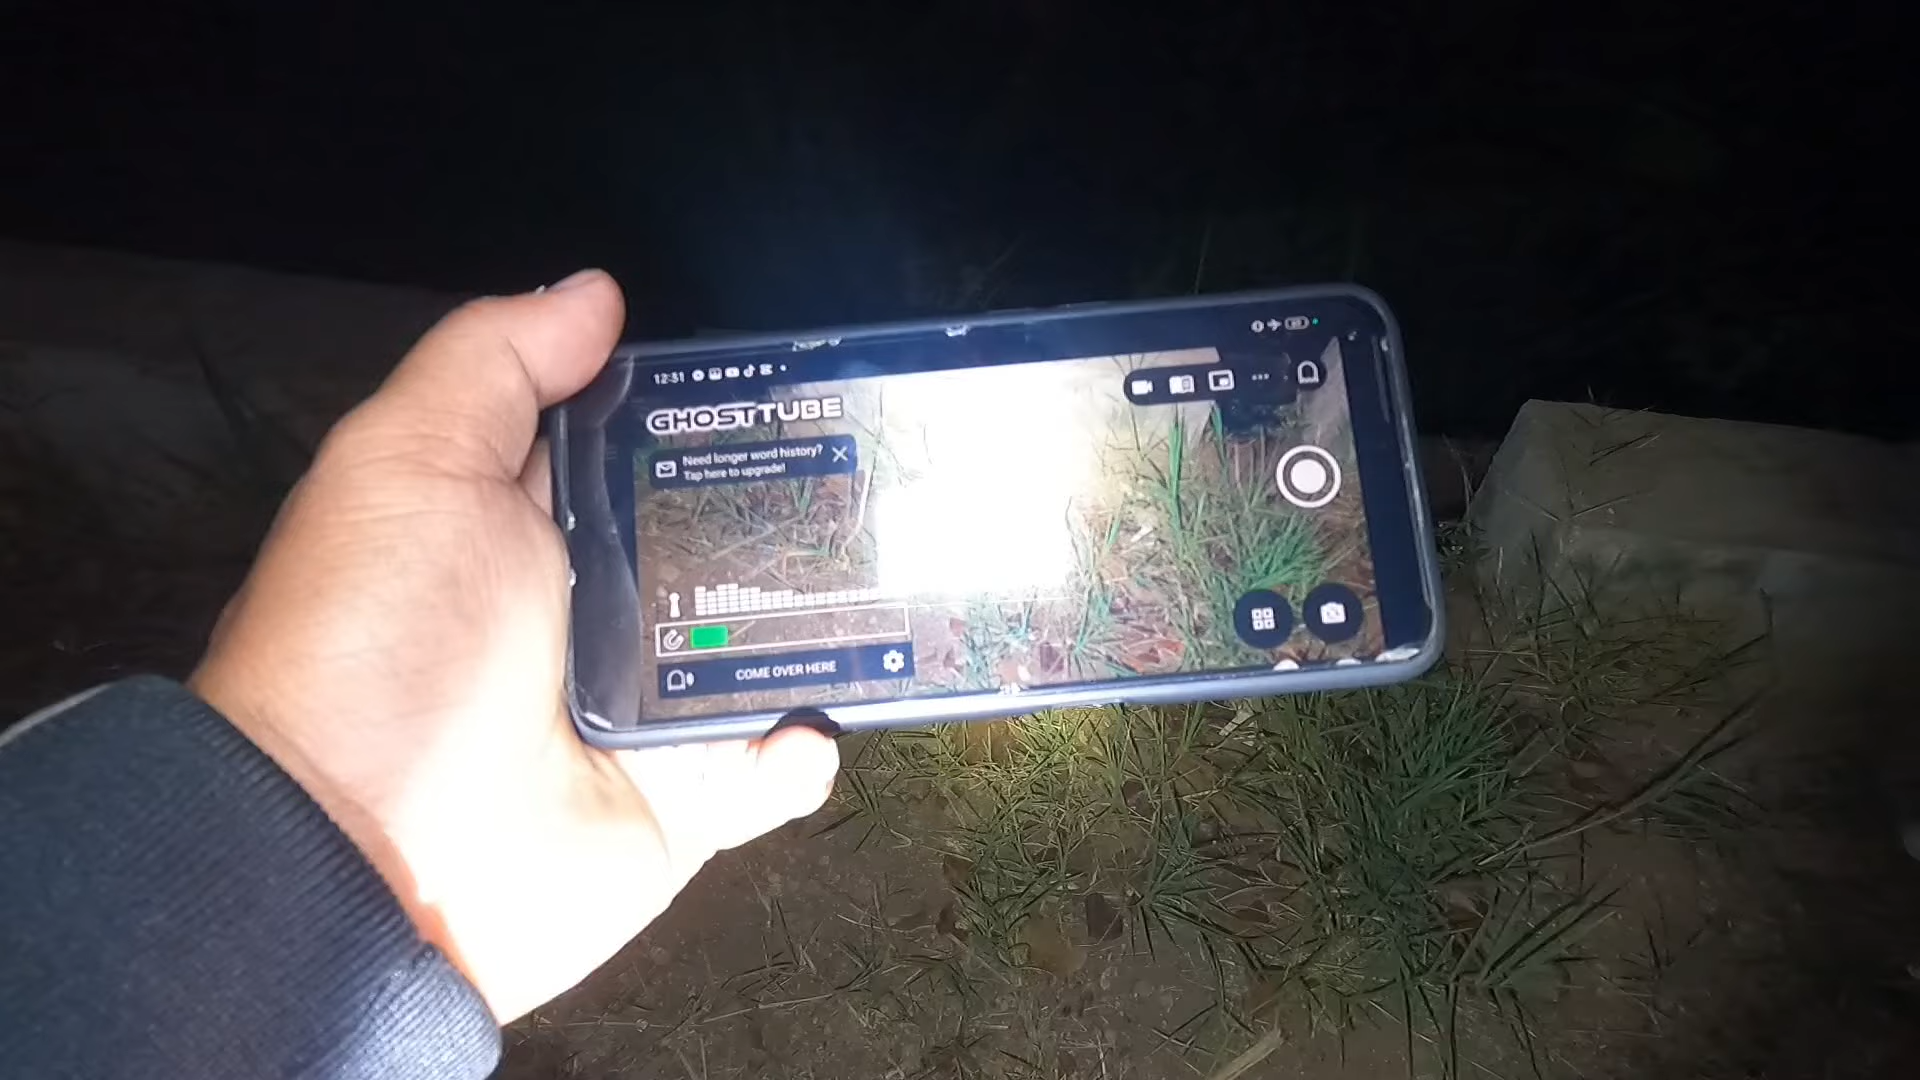 12:31
GHOSTTUBE
Need longer word history?
Tap here to upgrade!
COME OVER HERE